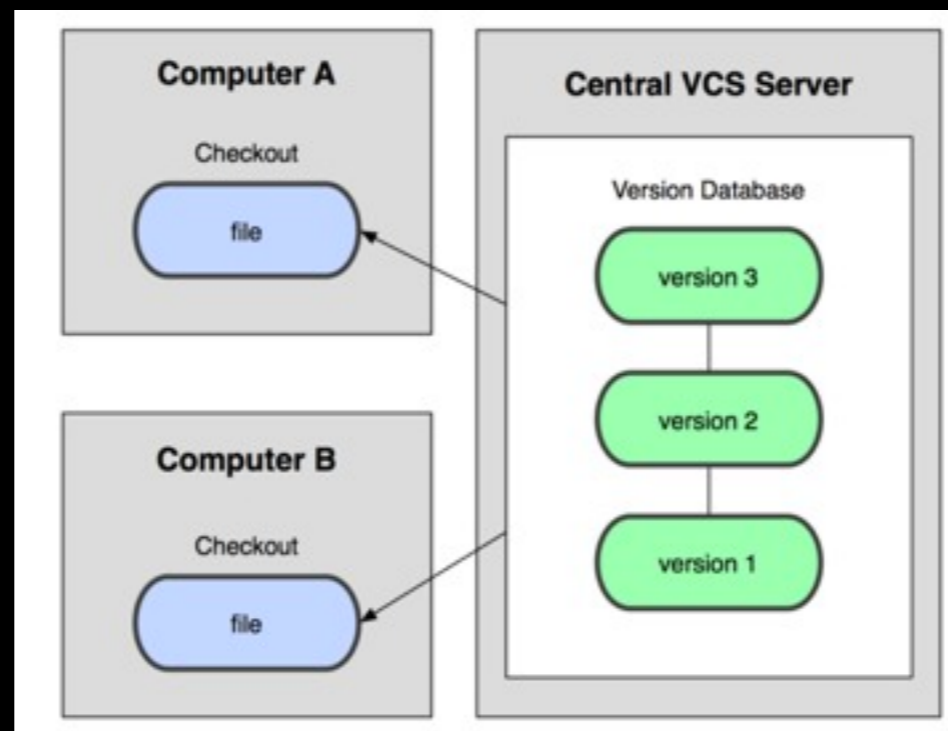 Computer A
Checkout
file
Computer B
Checkout
file
Central VCS Server
Version Database
version 3
version 2
version 1